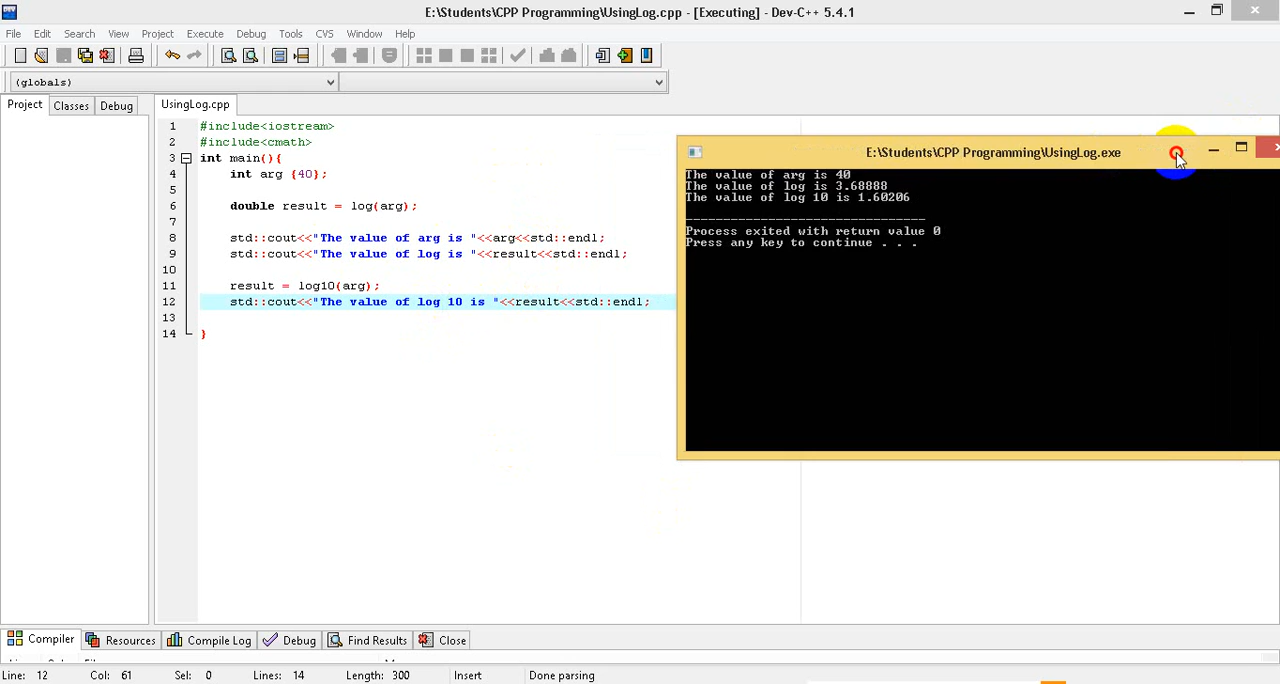 E:\Students\CPP Programming\UsingLog.cpp - [Executing] - Dev-C++ 5.4.1
File Edit Search View Project Execute Debug Tools CVS Window Help
(globals)
Project Classes Debug UsingLog.cpp
1 #include<iostream>
2 #include<cmath>
3 int main(){
4 int arg {40};
5
6 double result = log(arg);
7
8 std::cout<<"The value of arg is "<<arg<<std::endl;
9 std::cout<<"The value of log is "<<result<<std::endl;
10
11 result = log10(arg);
12 std::cout<<"The value of log 10 is "<<result<<std::endl;
13
14 }
E:\Students\CPP Programming\UsingLog.exe
The value of arg is 40
The value of log is 3.68888
The value of log 10 is 1.60206
--------------------------------
Process exited with return value 0
Press any key to continue . . .
Compiler Resources Compile Log Debug Find Results Close
Line: 12 Col: 61 Sel: 0 Lines: 14 Length: 300 Insert Done parsing